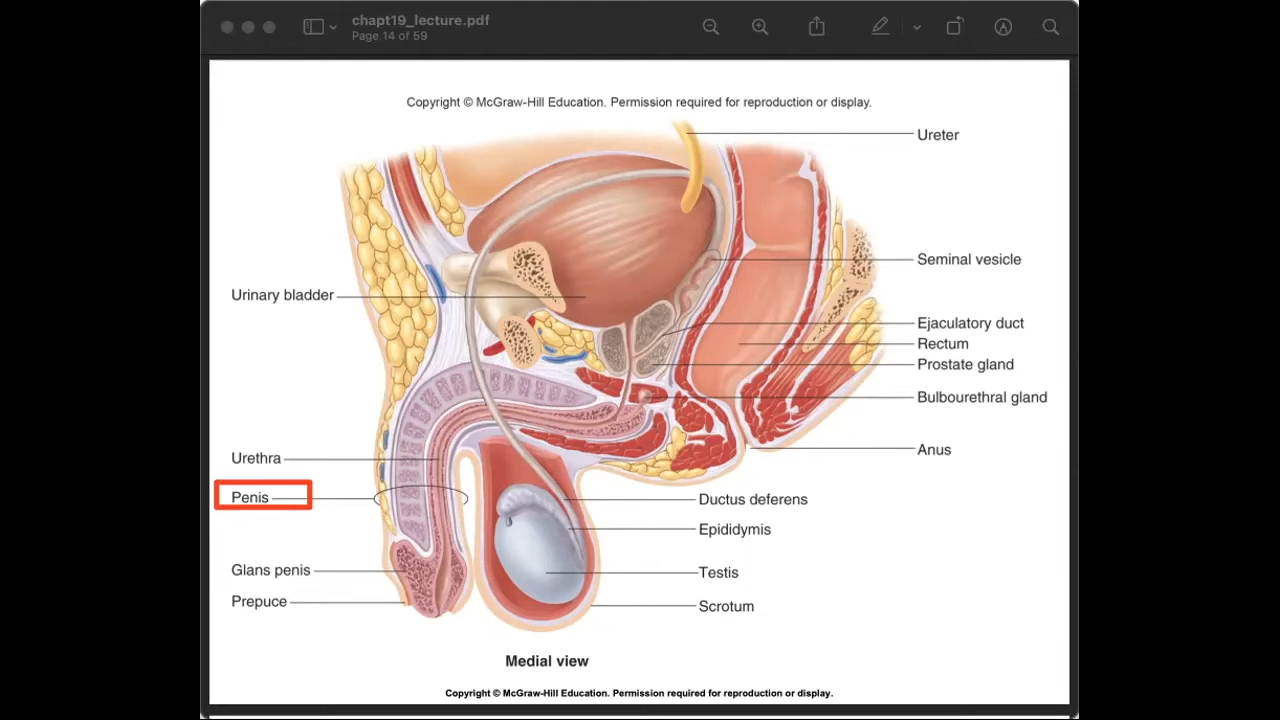 chapt19_lecture.pdf
Page 14 of 59
Copyright © McGraw-Hill Education. Permission required for reproduction or display.
Ureter
Seminal vesicle
Urinary bladder
Ejaculatory duct
Rectum
Prostate gland
Bulbourethral gland
Anus
Urethra
Penis
Ductus deferens
Epididymis
Glans penis
Testis
Prepuce
Scrotum
Medial view
Copyright © McGraw-Hill Education. Permission required for reproduction or display.